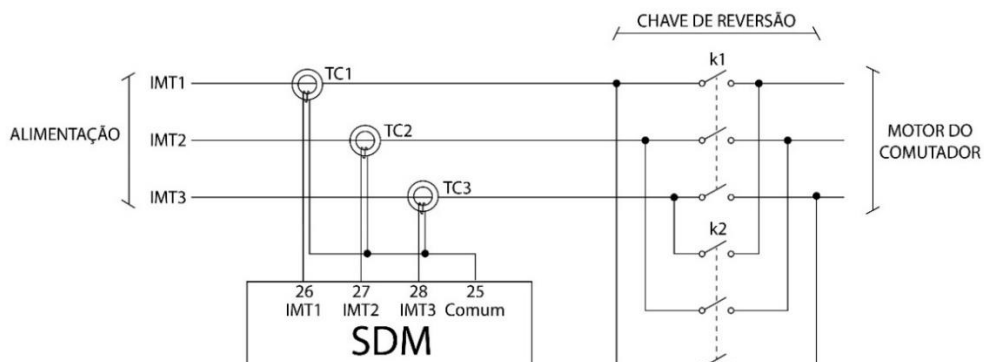 CHAVE DE REVERSÃO
k1
IMT1
TC1
ALIMENTAÇÃO
IMT2
TC2
MOTOR DO
COMUTADOR
IMT3
TC3
k2
26 27 28 25
IMT1 IMT2 IMT3 Comum
SDM